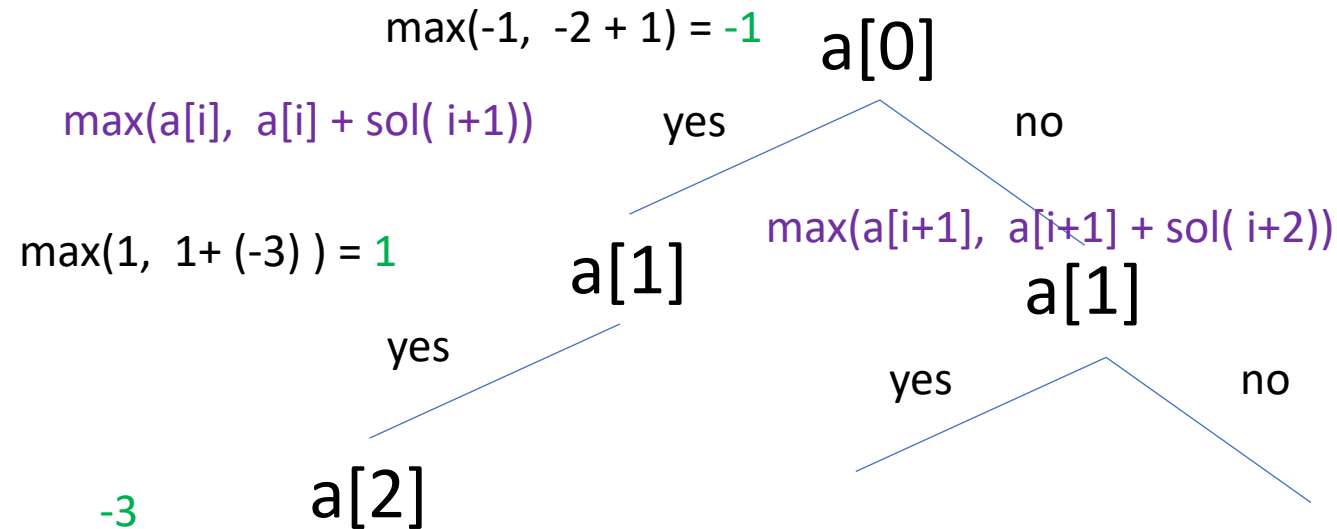 max(-1, -2 + 1) = -1
a[0]
max(a[i], a[i] + sol( i+1))
yes
no
max(a[i+1], a[i+1] + sol( i+2))
max(1, 1+ (-3) ) = 1
a[1]
a[1]
yes
yes
no
-3
a[2]